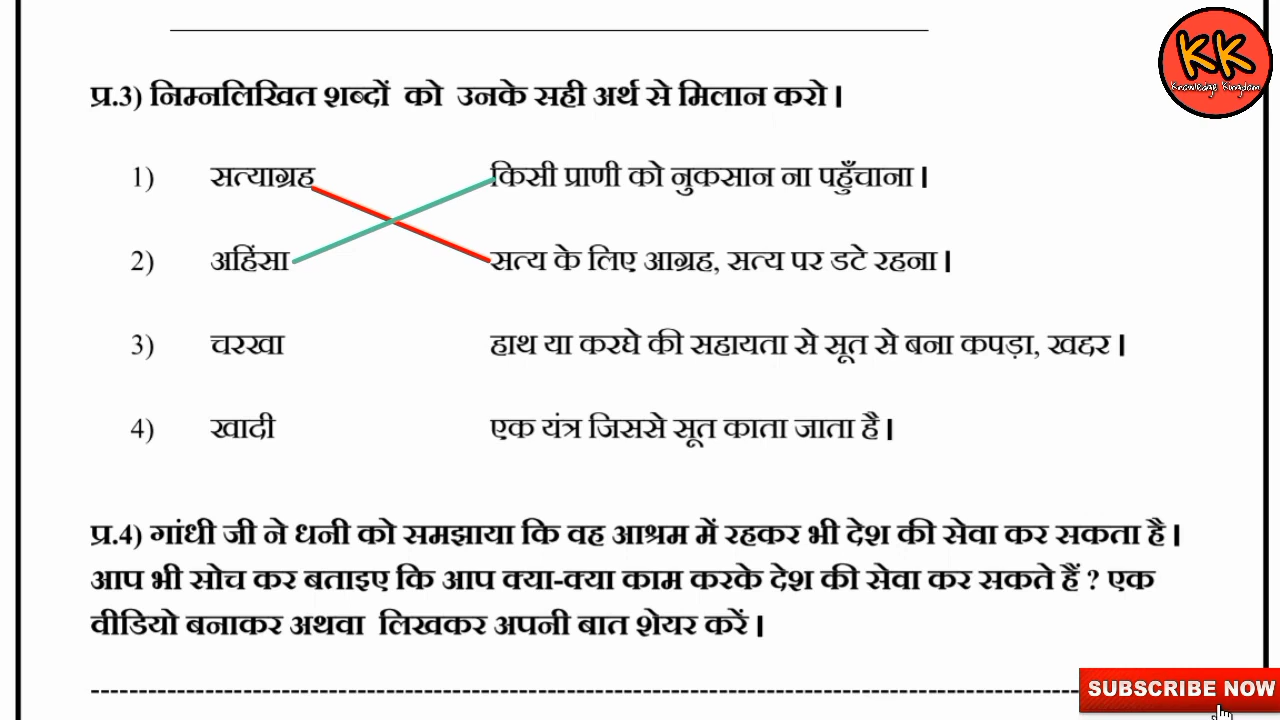 KK
Knowledge Kingdom
प्र.3) निम्नलिखित शब्दों को उनके सही अर्थ से मिलान करो।
1) सत्याग्रह किसी प्राणी को नुकसान ना पहुँचाना।
2) अहिंसा सत्य के लिए आग्रह, सत्य पर डटे रहना।
3) चरखा हाथ या करघे की सहायता से सूत से बना कपड़ा, खद्दर।
4) खादी एक यंत्र जिससे सूत काता जाता है।
प्र.4) गांधी जी ने धनी को समझाया कि वह आश्रम में रहकर भी देश की सेवा कर सकता है।
आप भी सोच कर बताइए कि आप क्या-क्या काम करके देश की सेवा कर सकते हैं ? एक
वीडियो बनाकर अथवा लिखकर अपनी बात शेयर करें।
SUBSCRIBE NOW